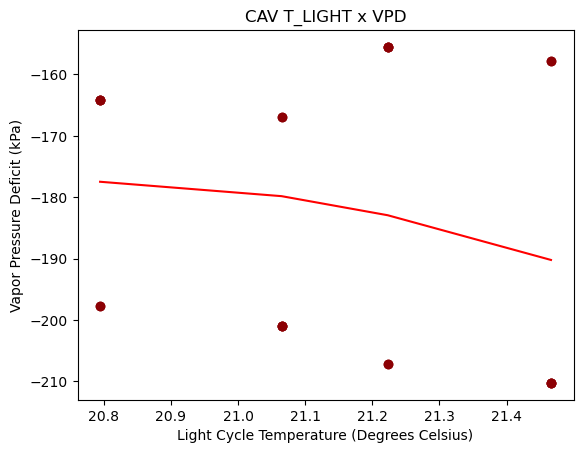 CAV T_LIGHT x VPD
Vapor Pressure Deficit (kPa)
−160
−170
−180
−190
−200
−210
20.8 20.9 21.0 21.1 21.2 21.3 21.4
Light Cycle Temperature (Degrees Celsius)